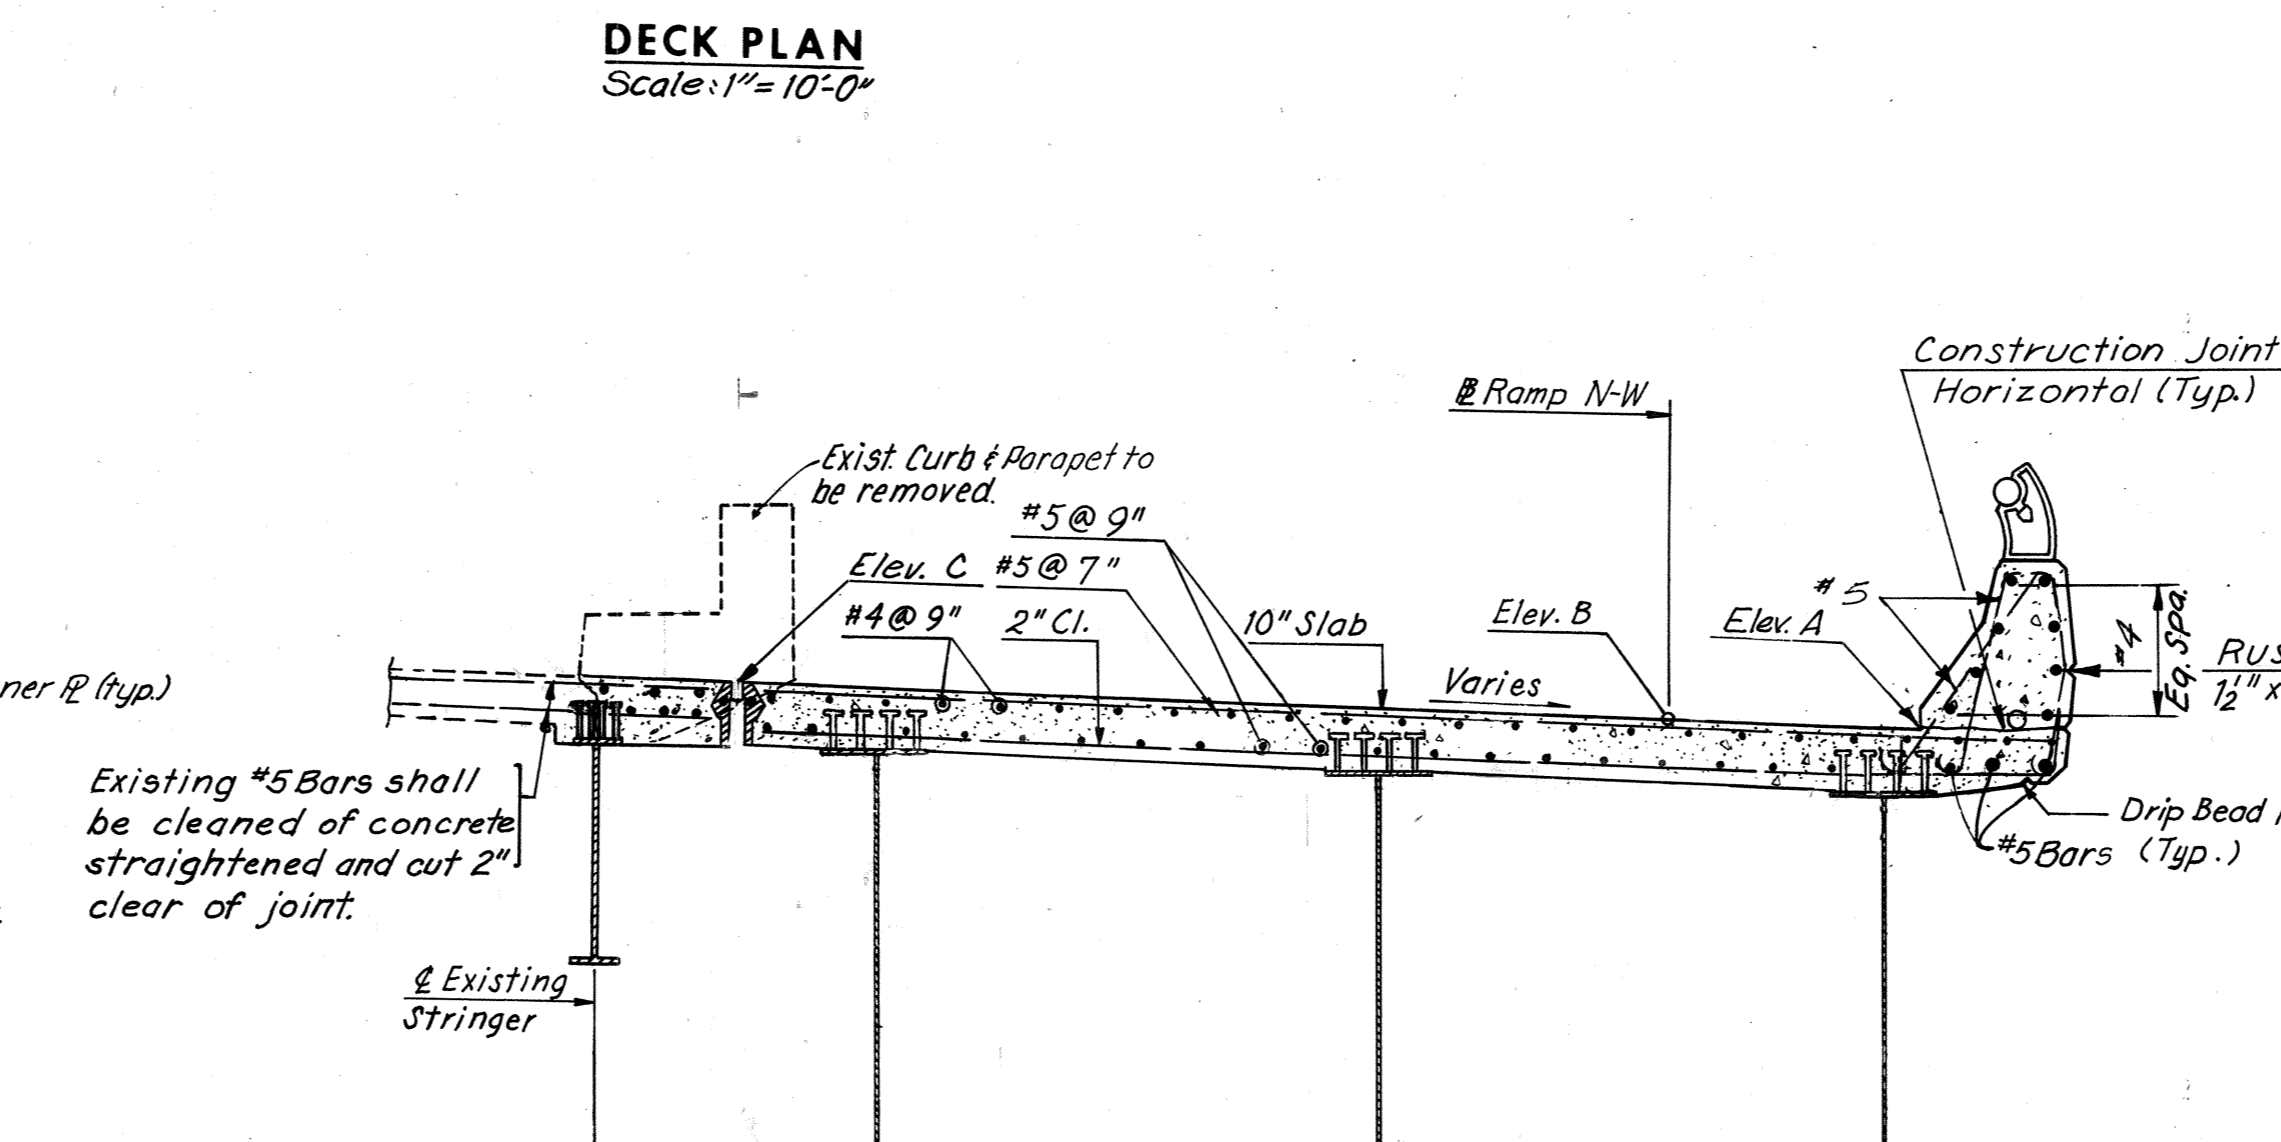 DECK PLAN
Scale: 1" = 10'-0"
Construction Joint
Horizontal (Typ.)
℄ Ramp N-W
Exist. Curb & Parapet to
be removed.
#5 @ 9"
Elev. C
#5 @ 7"
#4 @ 9"
2" Cl.
10" Slab
Elev. B
Elev. A
#5
Varies
#4
Eq. Spa.
1½" x
ner ℙL (typ.)
Existing #5 Bars shall
be cleaned of concrete
straightened and cut 2"
clear of joint.
Drip Bead
#5 Bars (Typ.)
℄ Existing
Stringer